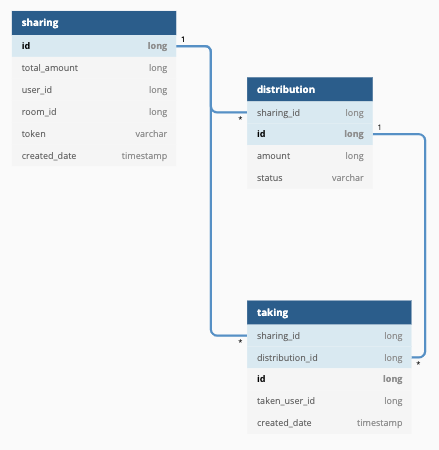 sharing
id long
total_amount long
user_id long
room_id long
token varchar
created_date timestamp
1
distribution
sharing_id long
*
id long
1
amount long
status varchar
taking
sharing_id long
*
distribution_id long
*
id long
taken_user_id long
created_date timestamp